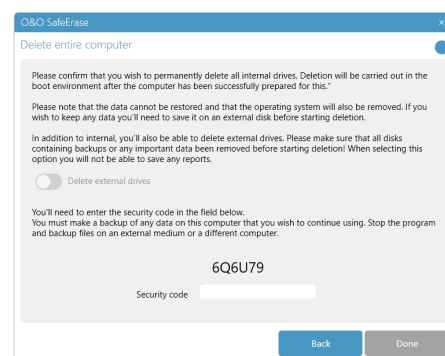 O&O SafeErase
Delete entire computer
Please confirm that you wish to permanently delete all internal drives. Deletion will be carried out in the
boot environment after the computer has been successfully prepared for this."
Please note that the data cannot be restored and that the operating system will also be removed. If you
wish to keep any data you'll need to save it on an external disk before starting deletion.
In addition to internal, you'll also be able to delete external drives. Please make sure that all disks
containing backups or any important data been removed before starting deletion! When selecting this
option you will not be able to save any reports.
Delete external drives
You'll need to enter the security code in the field below.
You must make a backup of any data on this computer that you wish to continue using. Stop the program
and backup files on an external medium or a different computer.
6Q6U79
Security code
Back Done